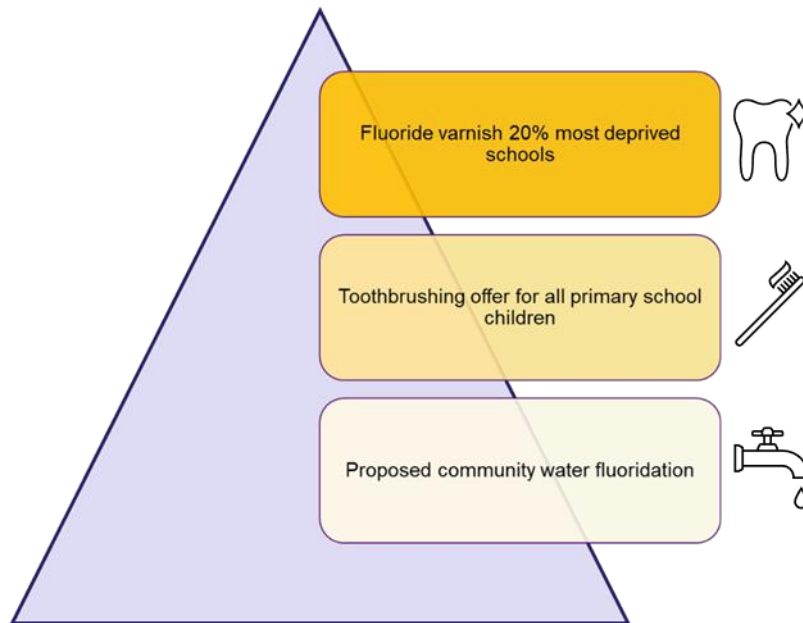 Fluoride varnish 20% most deprived
schools
Toothbrushing offer for all primary school
children
Proposed community water fluoridation